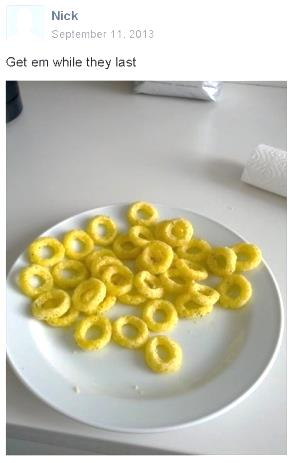 Nick
September 11, 2013
Get em while they last